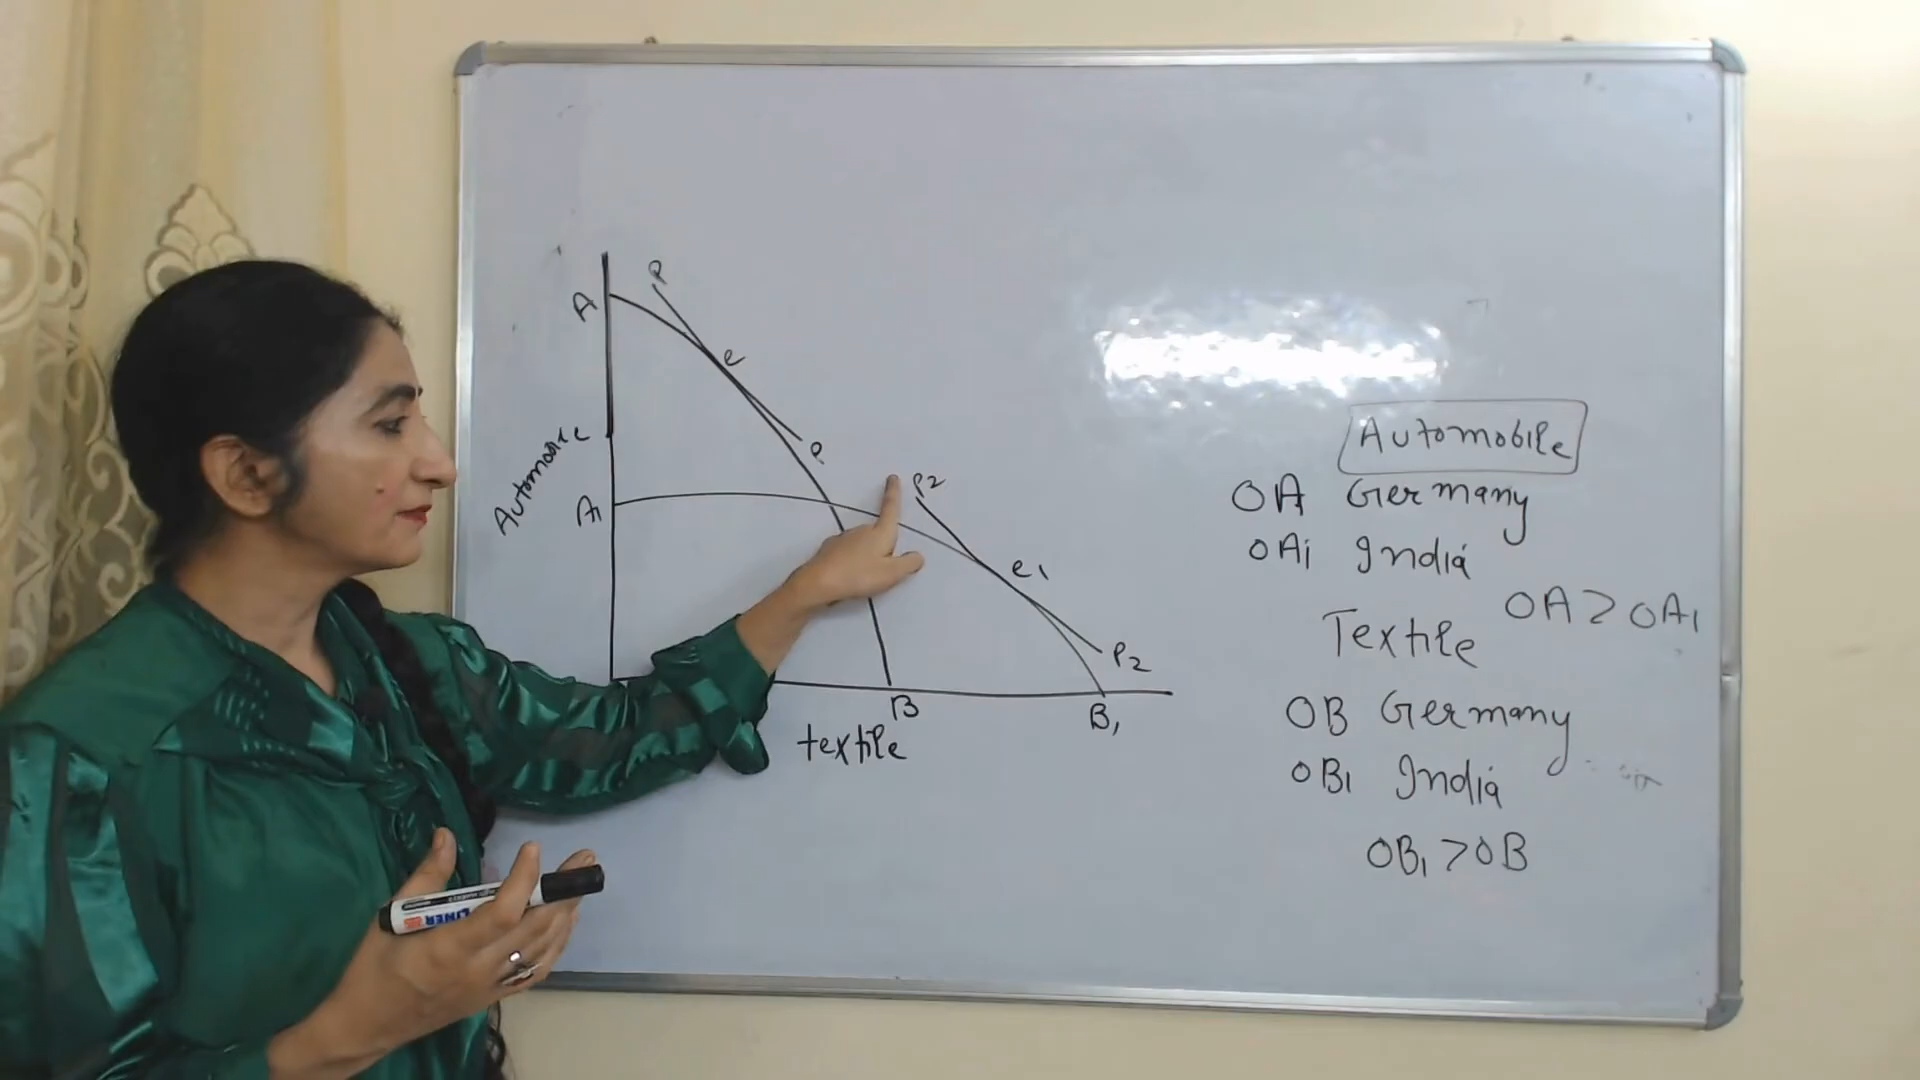 P
A
e
Automobile
P
A1
P2
e1
P2
B
B1
textile
Automobile
OA Germany
OA1 India
OA > OA1
Textile
OB Germany
OB1 India
OB1 > OB
LINER